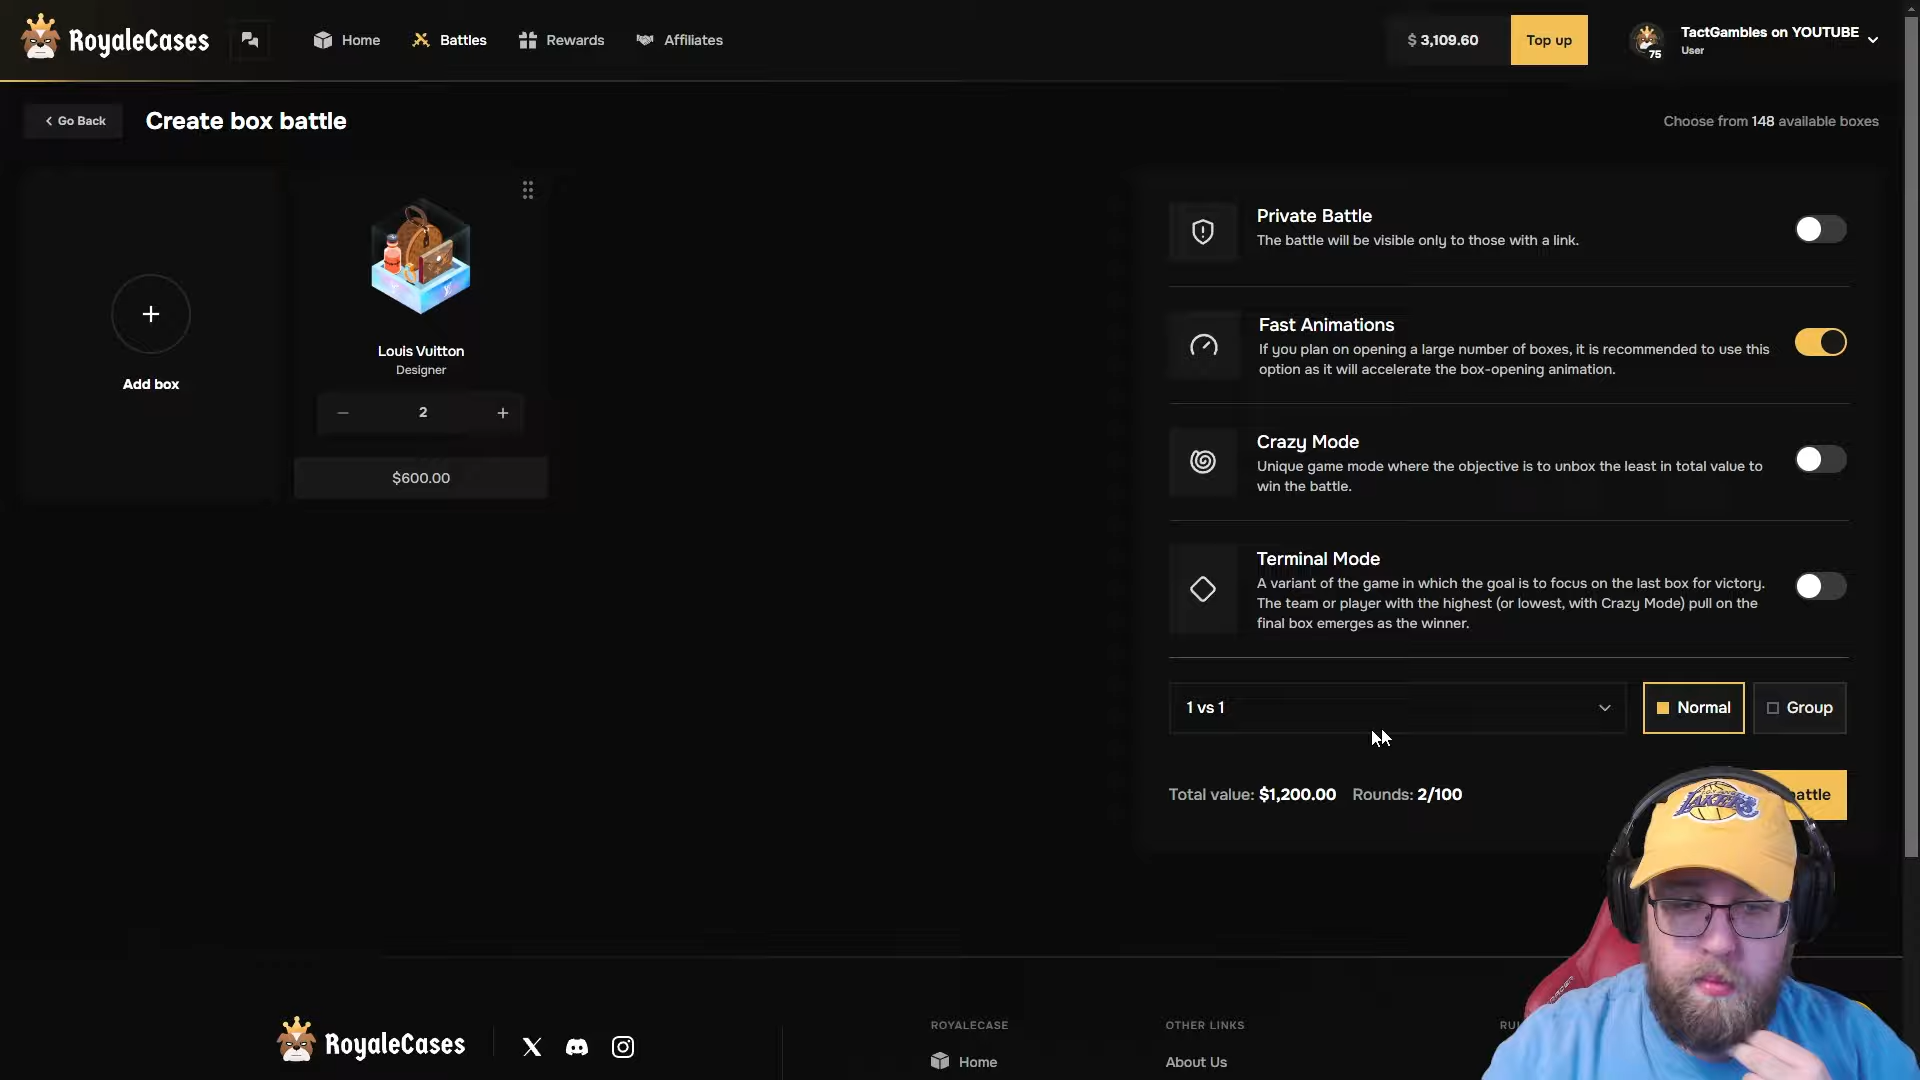 RoyaleCases
Home
Battles
Rewards
Affiliates
$ 3,109.60
Top up
75
TactGambles on YOUTUBE
User
Go Back
Create box battle
Choose from 148 available boxes
Add box
Louis Vuitton
Designer
2
$600.00
Private Battle
The battle will be visible only to those with a link.
Fast Animations
If you plan on opening a large number of boxes, it is recommended to use this
option as it will accelerate the box-opening animation.
Crazy Mode
Unique game mode where the objective is to unbox the least in total value to
win the battle.
Terminal Mode
A variant of the game in which the goal is to focus on the last box for victory.
The team or player with the highest (or lowest, with Crazy Mode) pull on the
final box emerges as the winner.
1 vs 1
Normal
Group
Total value: $1,200.00 Rounds: 2/100
LAKERS
RoyaleCases
ROYALECASE
Home
OTHER LINKS
About Us